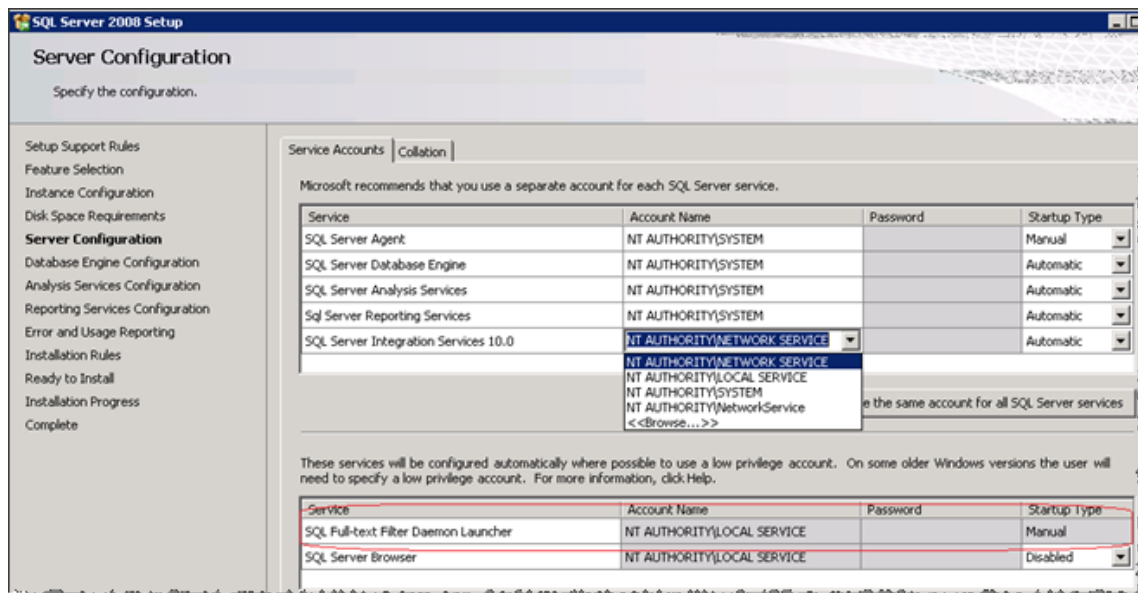 SQL Server 2008 Setup
Server Configuration
Specify the configuration.
Setup Support Rules
Feature Selection
Instance Configuration
Disk Space Requirements
Server Configuration
Database Engine Configuration
Analysis Services Configuration
Reporting Services Configuration
Error and Usage Reporting
Installation Rules
Ready to Install
Installation Progress
Complete
Service Accounts Collation
Microsoft recommends that you use a separate account for each SQL Server service.
Service Account Name Password Startup Type
SQL Server Agent NT AUTHORITY\SYSTEM Manual
SQL Server Database Engine NT AUTHORITY\SYSTEM Automatic
SQL Server Analysis Services NT AUTHORITY\SYSTEM Automatic
Sql Server Reporting Services NT AUTHORITY\SYSTEM Automatic
SQL Server Integration Services 10.0 NT AUTHORITY\NETWORK SERVICE Automatic
NT AUTHORITY\NETWORK SERVICE
NT AUTHORITY\LOCAL SERVICE
NT AUTHORITY\SYSTEM
NT AUTHORITY\NetworkService
<<Browse...>>
e the same account for all SQL Server services
These services will be configured automatically where possible to use a low privilege account. On some older Windows versions the user will
need to specify a low privilege account. For more information, click Help.
Service Account Name Password Startup Type
SQL Full-text Filter Daemon Launcher NT AUTHORITY\LOCAL SERVICE Manual
SQL Server Browser NT AUTHORITY\LOCAL SERVICE Disabled